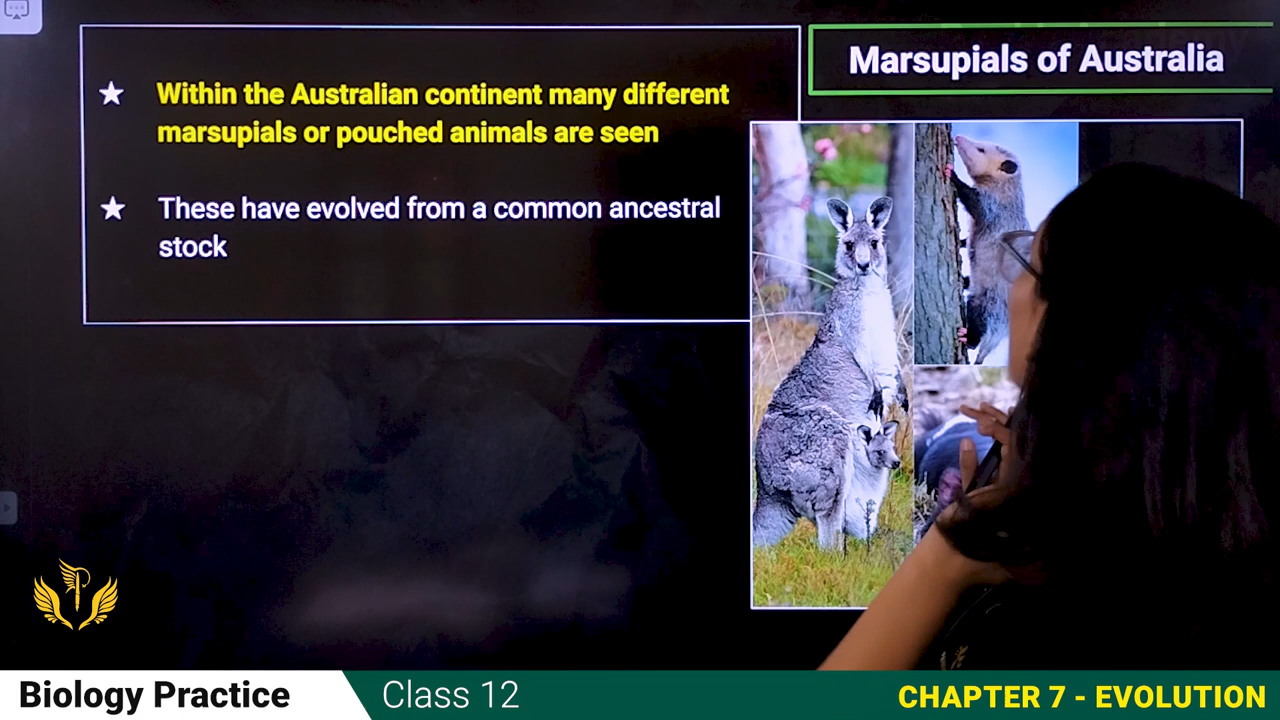 Marsupials of Australia
★ Within the Australian continent many different
marsupials or pouched animals are seen
★ These have evolved from a common ancestral
stock
Biology Practice
Class 12
CHAPTER 7 - EVOLUTION